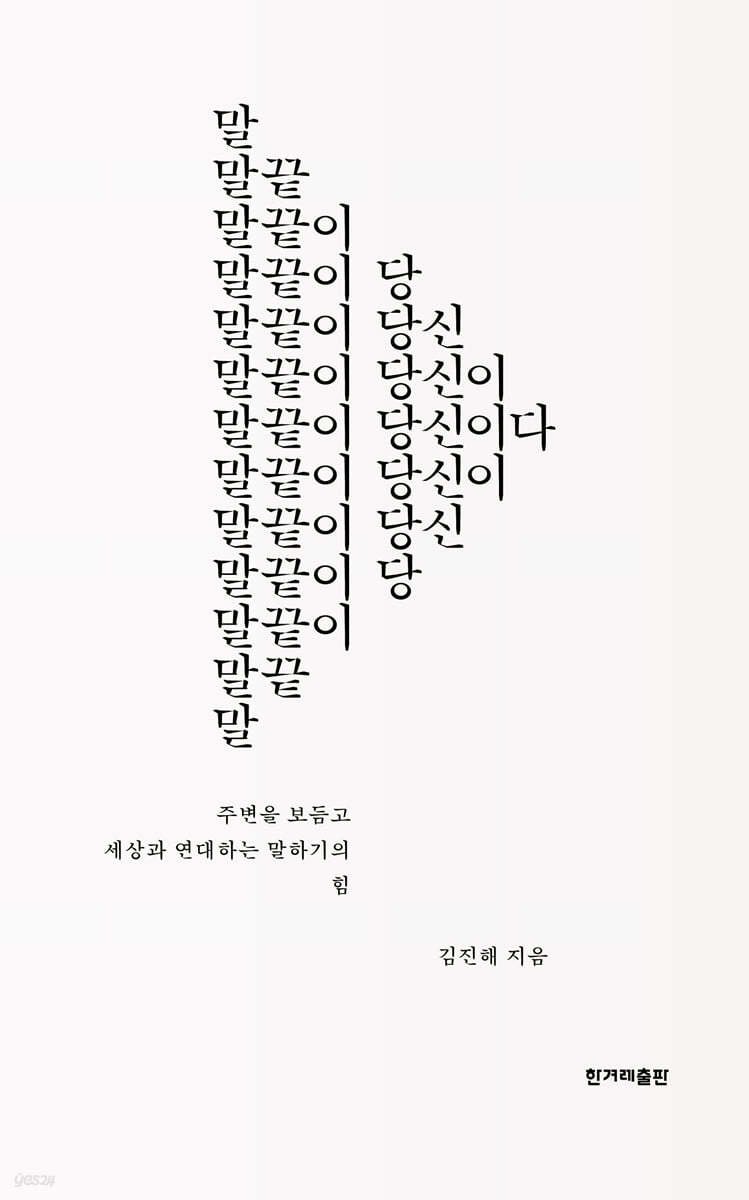 말
말끝
말끝이
말끝이 당
말끝이 당신
말끝이 당신이
말끝이 당신이다
말끝이 당신이
말끝이 당신
말끝이 당
말끝이
말끝
말
주변을 보듬고
세상과 연대하는 말하기의
힘
김진해 지음
한겨레출판
yes24